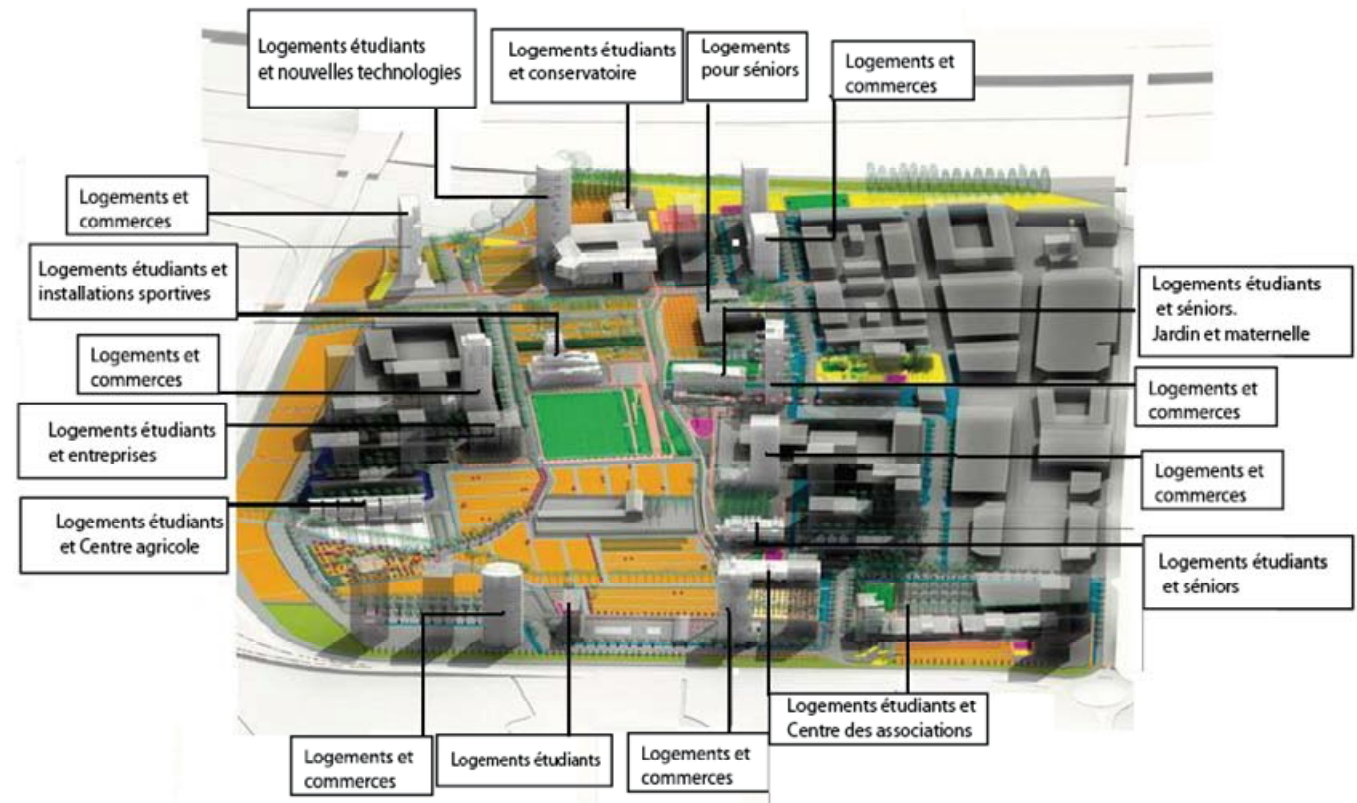 Logements étudiants
et nouvelles technologies
Logements étudiants
et conservatoire
Logements
pour séniors
Logements et
commerces
Logements et
commerces
Logements étudiants et
installations sportives
Logements et
commerces
Logements étudiants
et entreprises
Logements étudiants
et Centre agricole
Logements étudiants
et séniors.
Jardin et maternelle
Logements et
commerces
Logements et
commerces
Logements étudiants
et séniors
Logements et
commerces
Logements étudiants
Logements et
commerces
Logements étudiants et
Centre des associations